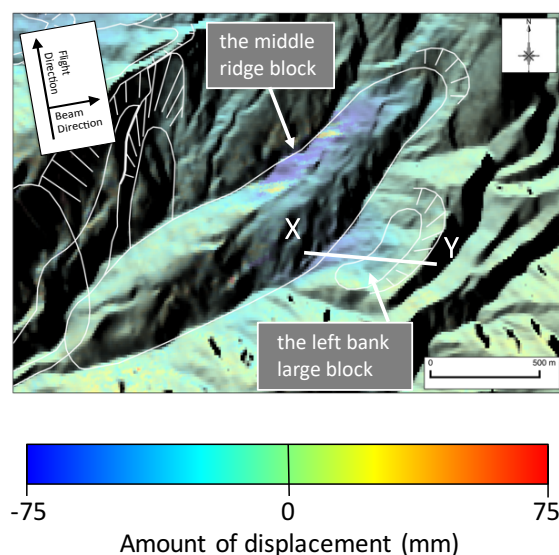 Flight
Direction
Beam
Direction
the middle
ridge block
N
X
Y
the left bank
large block
0
500 m
-75
0
75
Amount of displacement (mm)